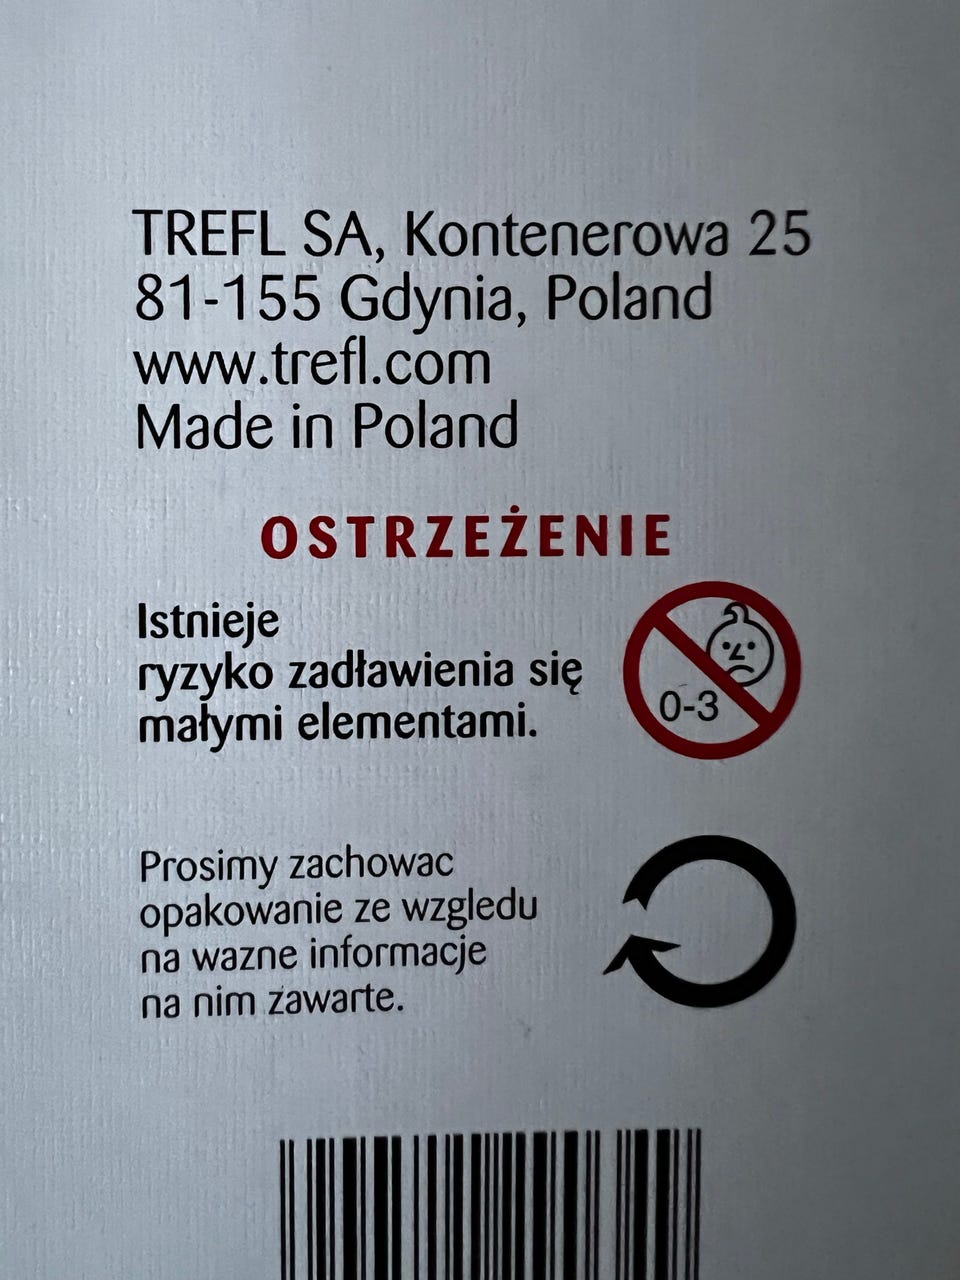 TREFL SA, Kontenerowa 25
81-155 Gdynia, Poland
www.trefl.com
Made in Poland
OSTRZEŻENIE
Istnieje
ryzyko zadławienia się
małymi elementami.
0-3
Prosimy zachowac
opakowanie ze wzgledu
na wazne informacje
na nim zawarte.